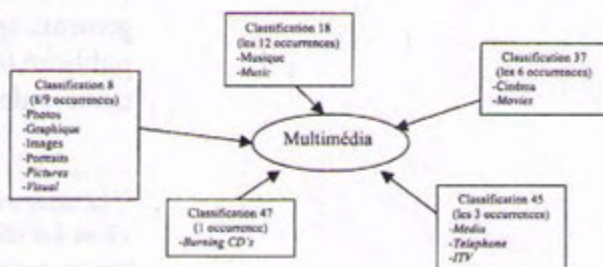 Classification 18
(les 12 occurrences)
-Musique
-Music
Classification 37
(les 6 occurrences)
-Cinéma
-Movies
Classification 8
(8/9 occurrences)
-Photos
-Graphique
-Images
-Portraits
-Pictures
-Visual
Multimédia
Classification 47
(1 occurrence)
-Burning CD's
Classification 45
(les 3 occurrences)
-Media
-Telephone
-ITV